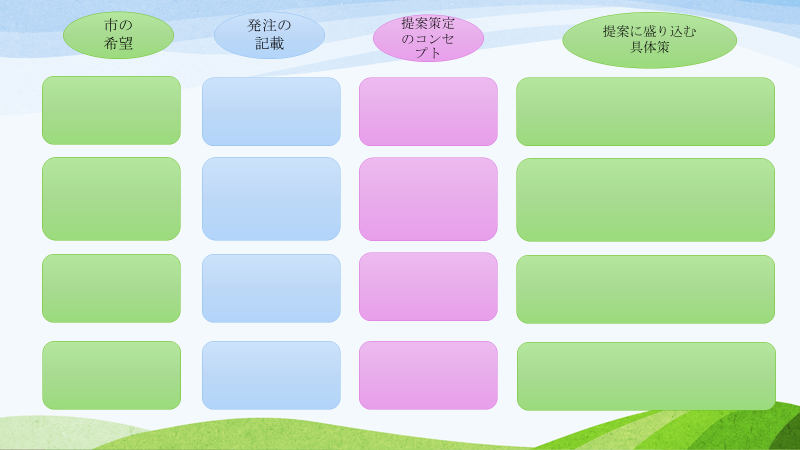 市の
希望
発注の
記載
提案策定
のコンセ
プト
提案に盛り込む
具体策